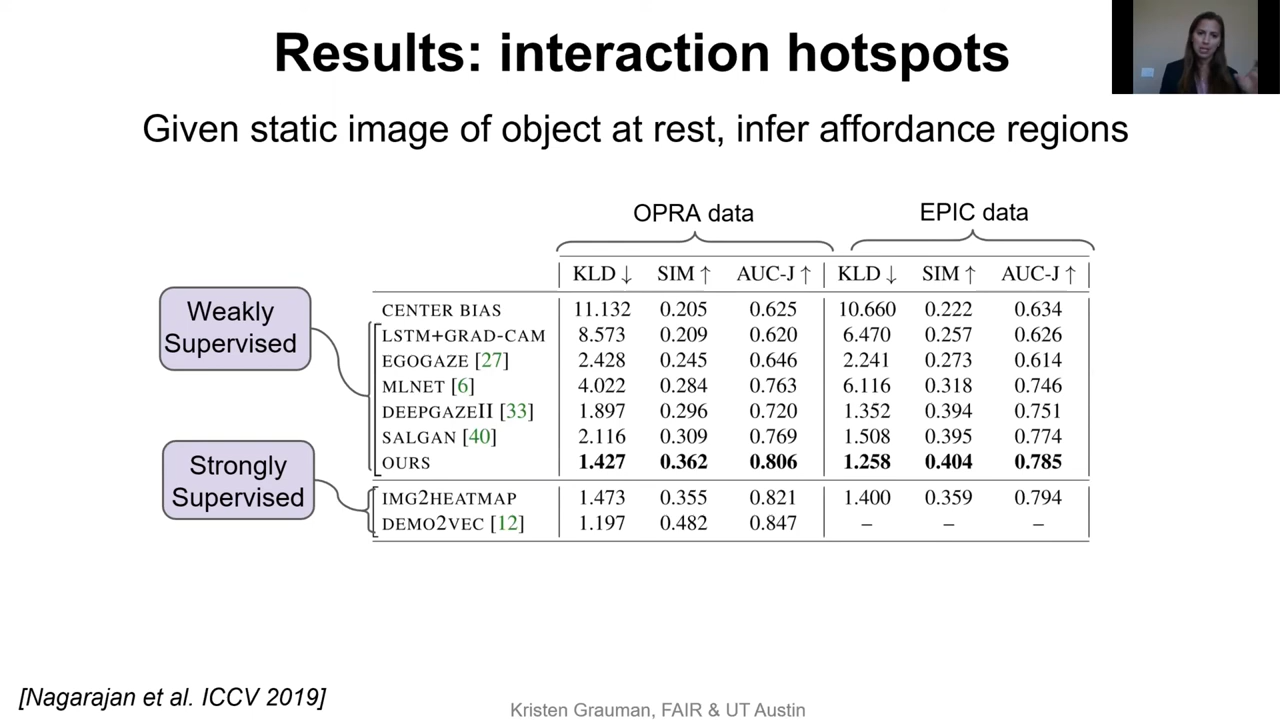 Results: interaction hotspots
Given static image of object at rest, infer affordance regions
OPRA data EPIC data
KLD ↓ SIM ↑ AUC-J ↑ KLD ↓ SIM ↑ AUC-J ↑
Weakly
Supervised
CENTER BIAS 11.132 0.205 0.625 10.660 0.222 0.634
LSTM+GRAD-CAM 8.573 0.209 0.620 6.470 0.257 0.626
EGOGAZE [27] 2.428 0.245 0.646 2.241 0.273 0.614
MLNET [6] 4.022 0.284 0.763 6.116 0.318 0.746
DEEPGAZEII [33] 1.897 0.296 0.720 1.352 0.394 0.751
SALGAN [40] 2.116 0.309 0.769 1.508 0.395 0.774
OURS 1.427 0.362 0.806 1.258 0.404 0.785
Strongly
Supervised
IMG2HEATMAP 1.473 0.355 0.821 1.400 0.359 0.794
DEMO2VEC [12] 1.197 0.482 0.847 – – –
[Nagarajan et al. ICCV 2019]
Kristen Grauman, FAIR & UT Austin